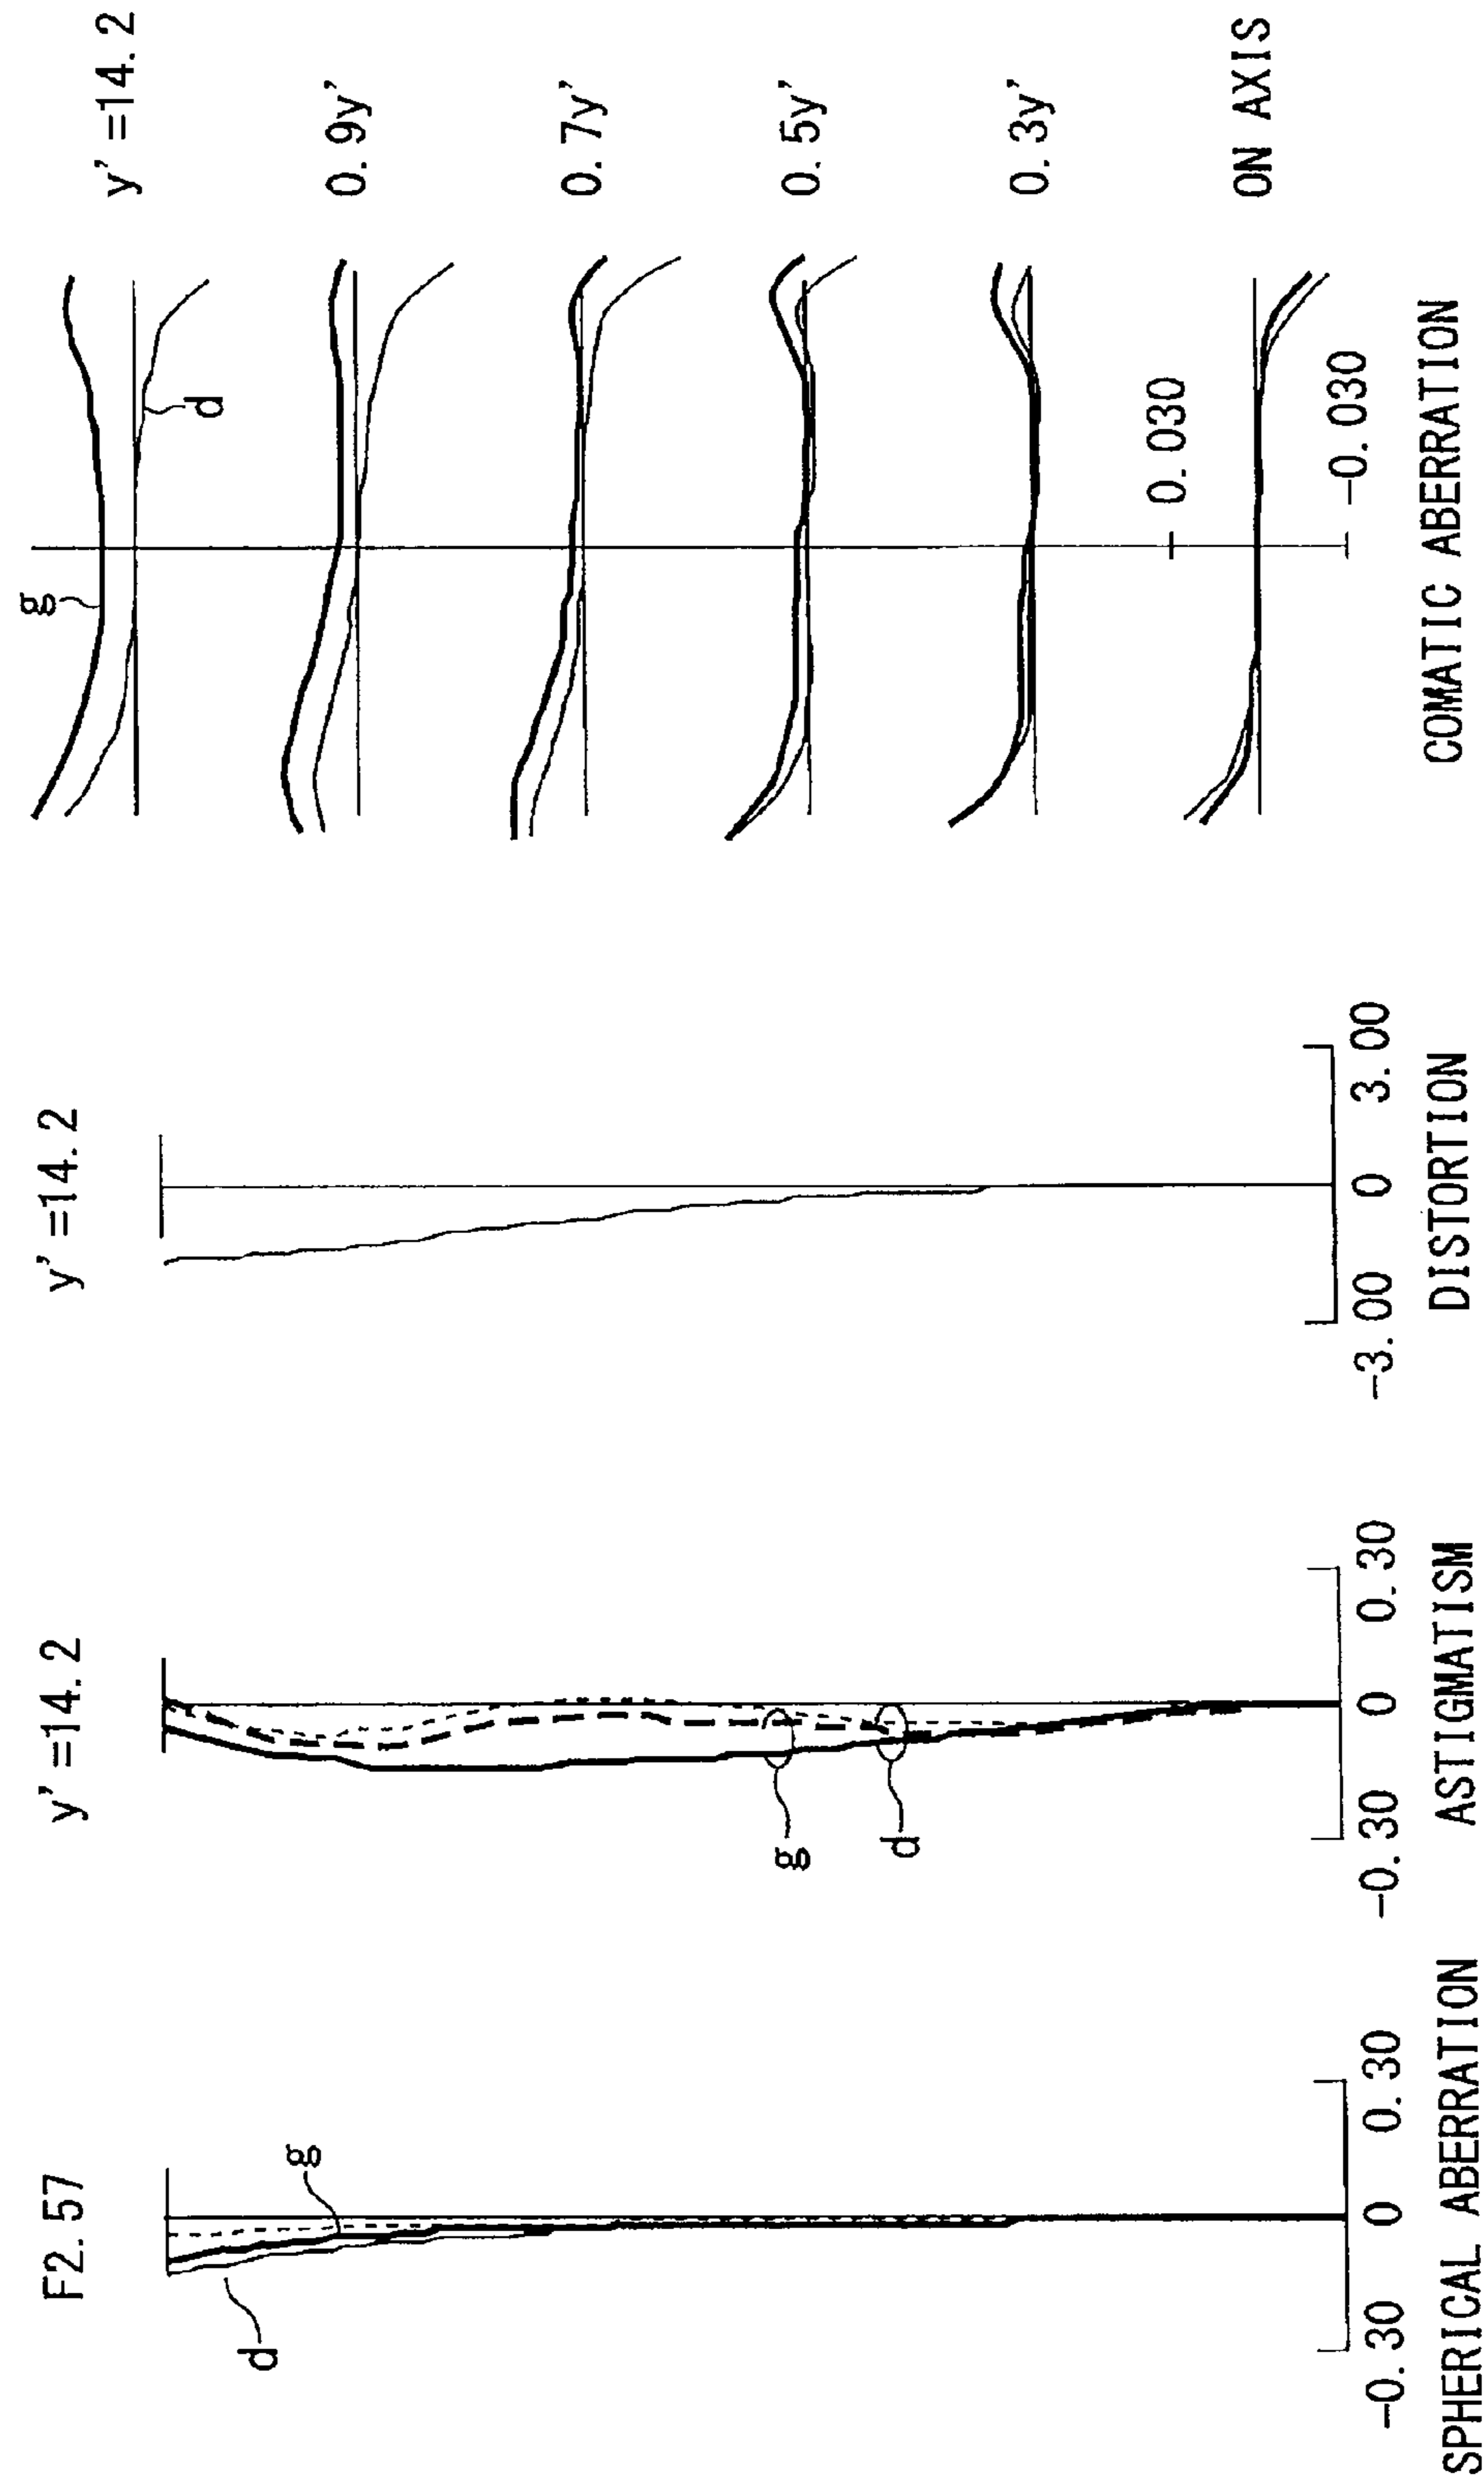 F2. 57
d
g
-0. 30
0
0. 30
SPHERICAL ABERRATION
y' =14. 2
g
d
-0. 30
0
0. 30
ASTIGMATISM
y' =14. 2
-3. 00
0
3. 00
DISTORTION
g
d
y' =14. 2
0. 9y'
0. 7y'
0. 5y'
0. 3y'
0. 030
ON AXIS
-0. 030
COMATIC ABERRATION